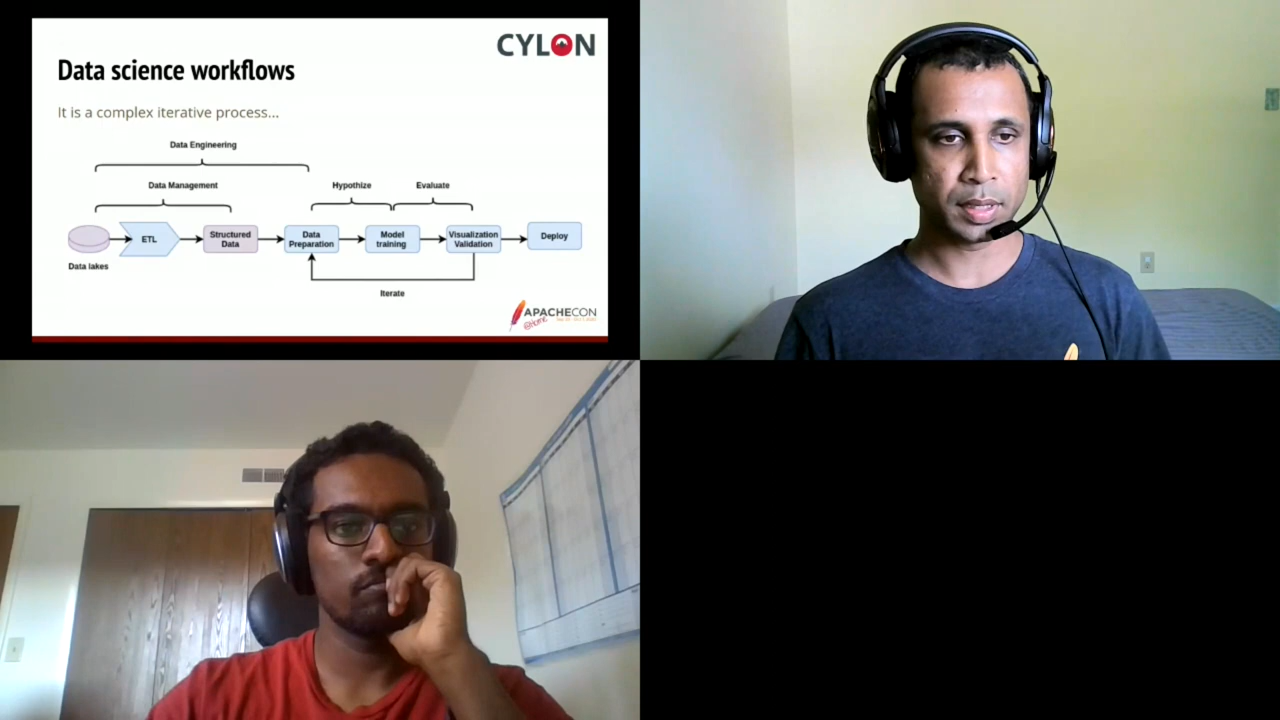 CYLON
Data science workflows
It is a complex iterative process...
Data Engineering
Data Management
Hypothize
Evaluate
ETL
Structured
Data
Data
Preparation
Model
training
Visualization
Validation
Deploy
Data lakes
Iterate
APACHECON
@Home